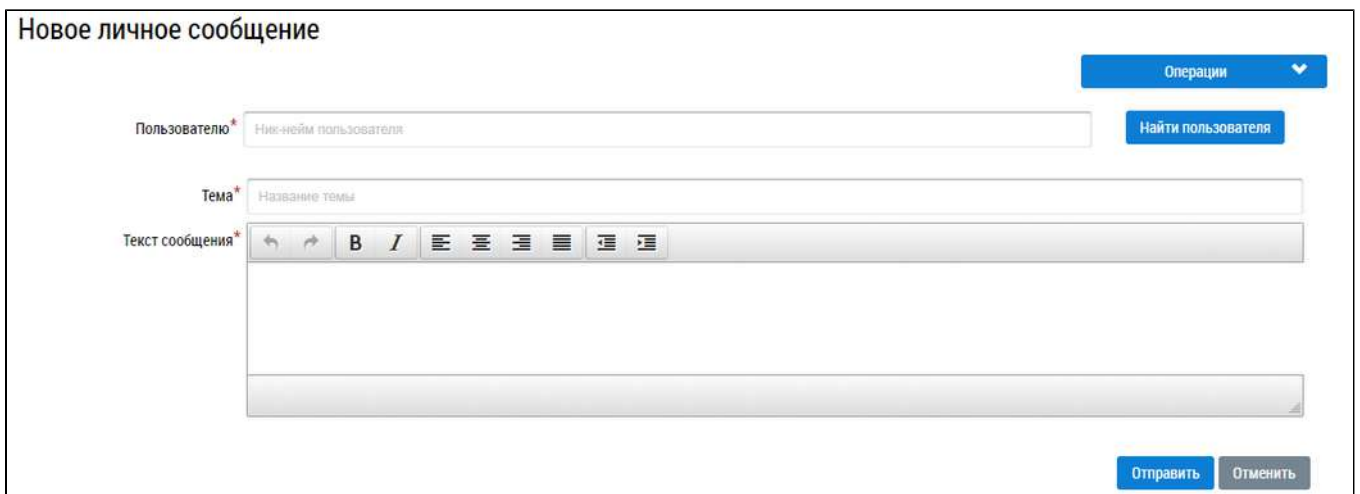 Новое личное сообщение
Операции
Пользователю* Ник-нейм пользователя Найти пользователя
Тема* Название темы
Текст сообщения* B I
Отправить Отменить